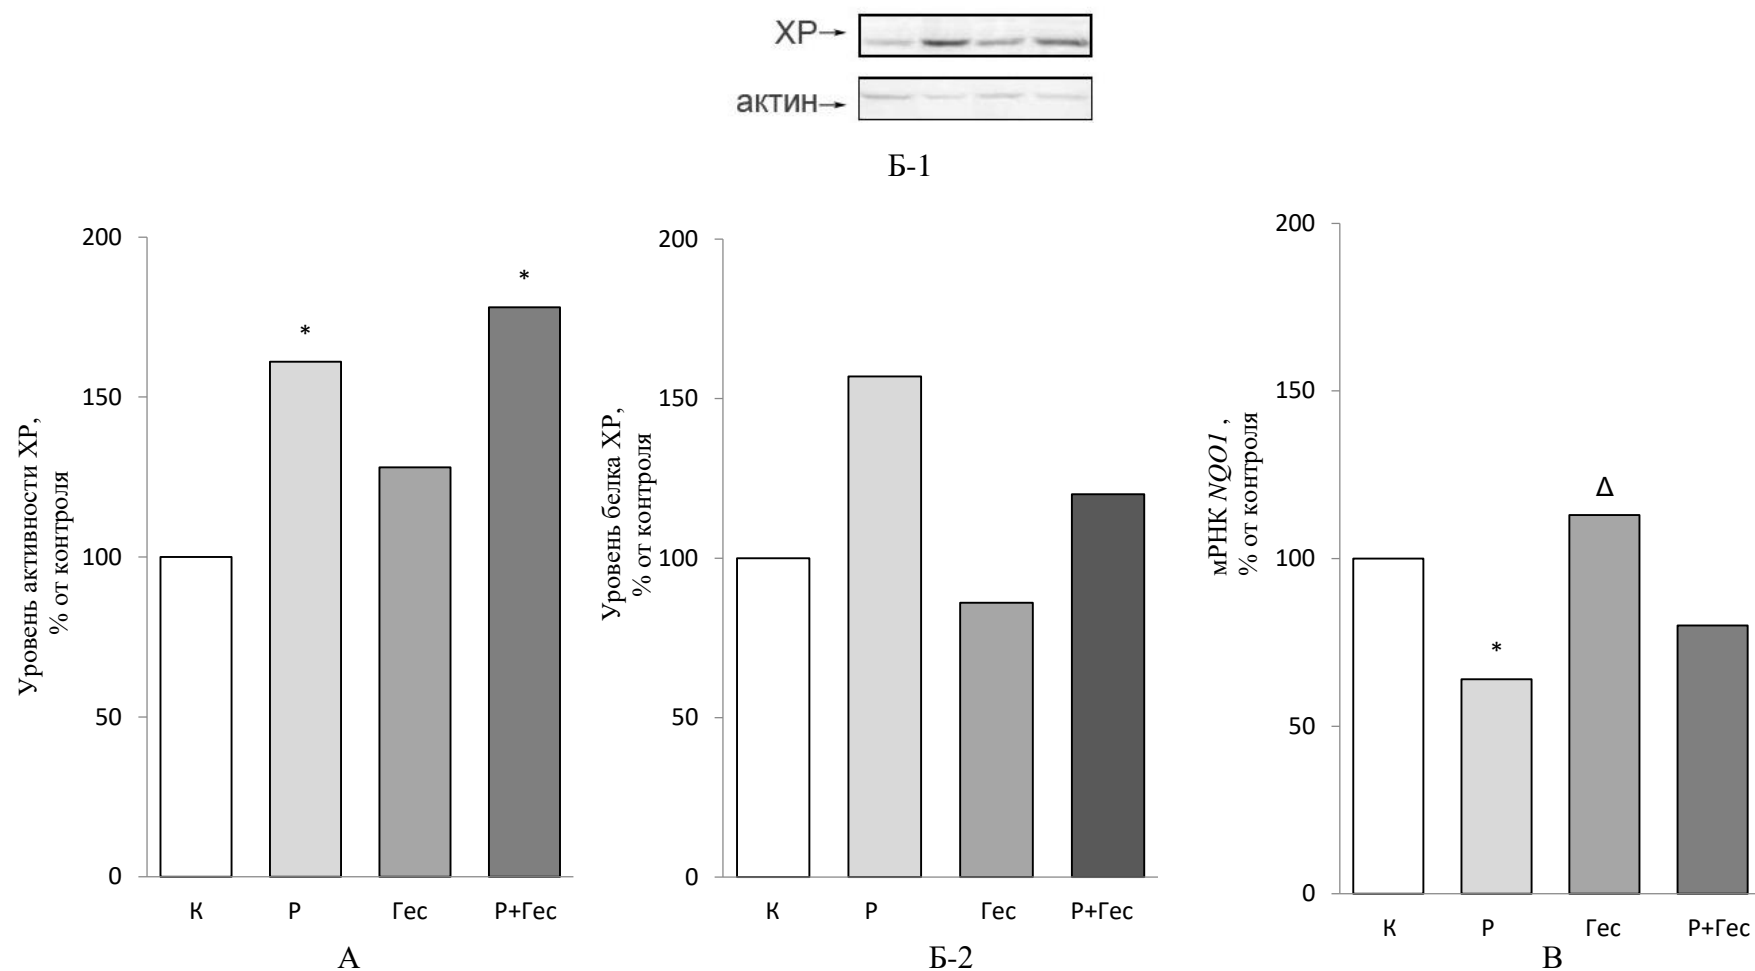 ХР→
актин→
Б-1
Уровень активности ХР,
% от контроля
200
150
100
50
0
*
*
К Р Гес Р+Гес
А
Уровень белка ХР,
% от контроля
200
150
100
50
0
К Р Гес Р+Гес
Б-2
мРНК NQO1 ,
% от контроля
200
150
100
50
0
*
Δ
К Р Гес Р+Гес
В